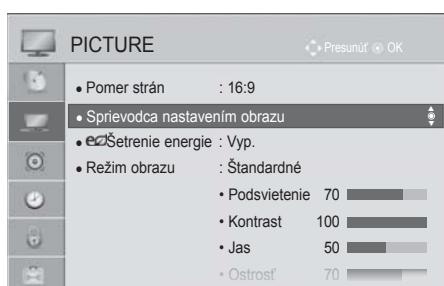 PICTURE
Presunúť OK
• Pomer strán : 16:9
• Sprievodca nastavením obrazu
• eco Šetrenie energie : Vyp.
• Režim obrazu : Štandardné
• Podsvietenie 70
• Kontrast 100
• Jas 50
• Ostrosť 70